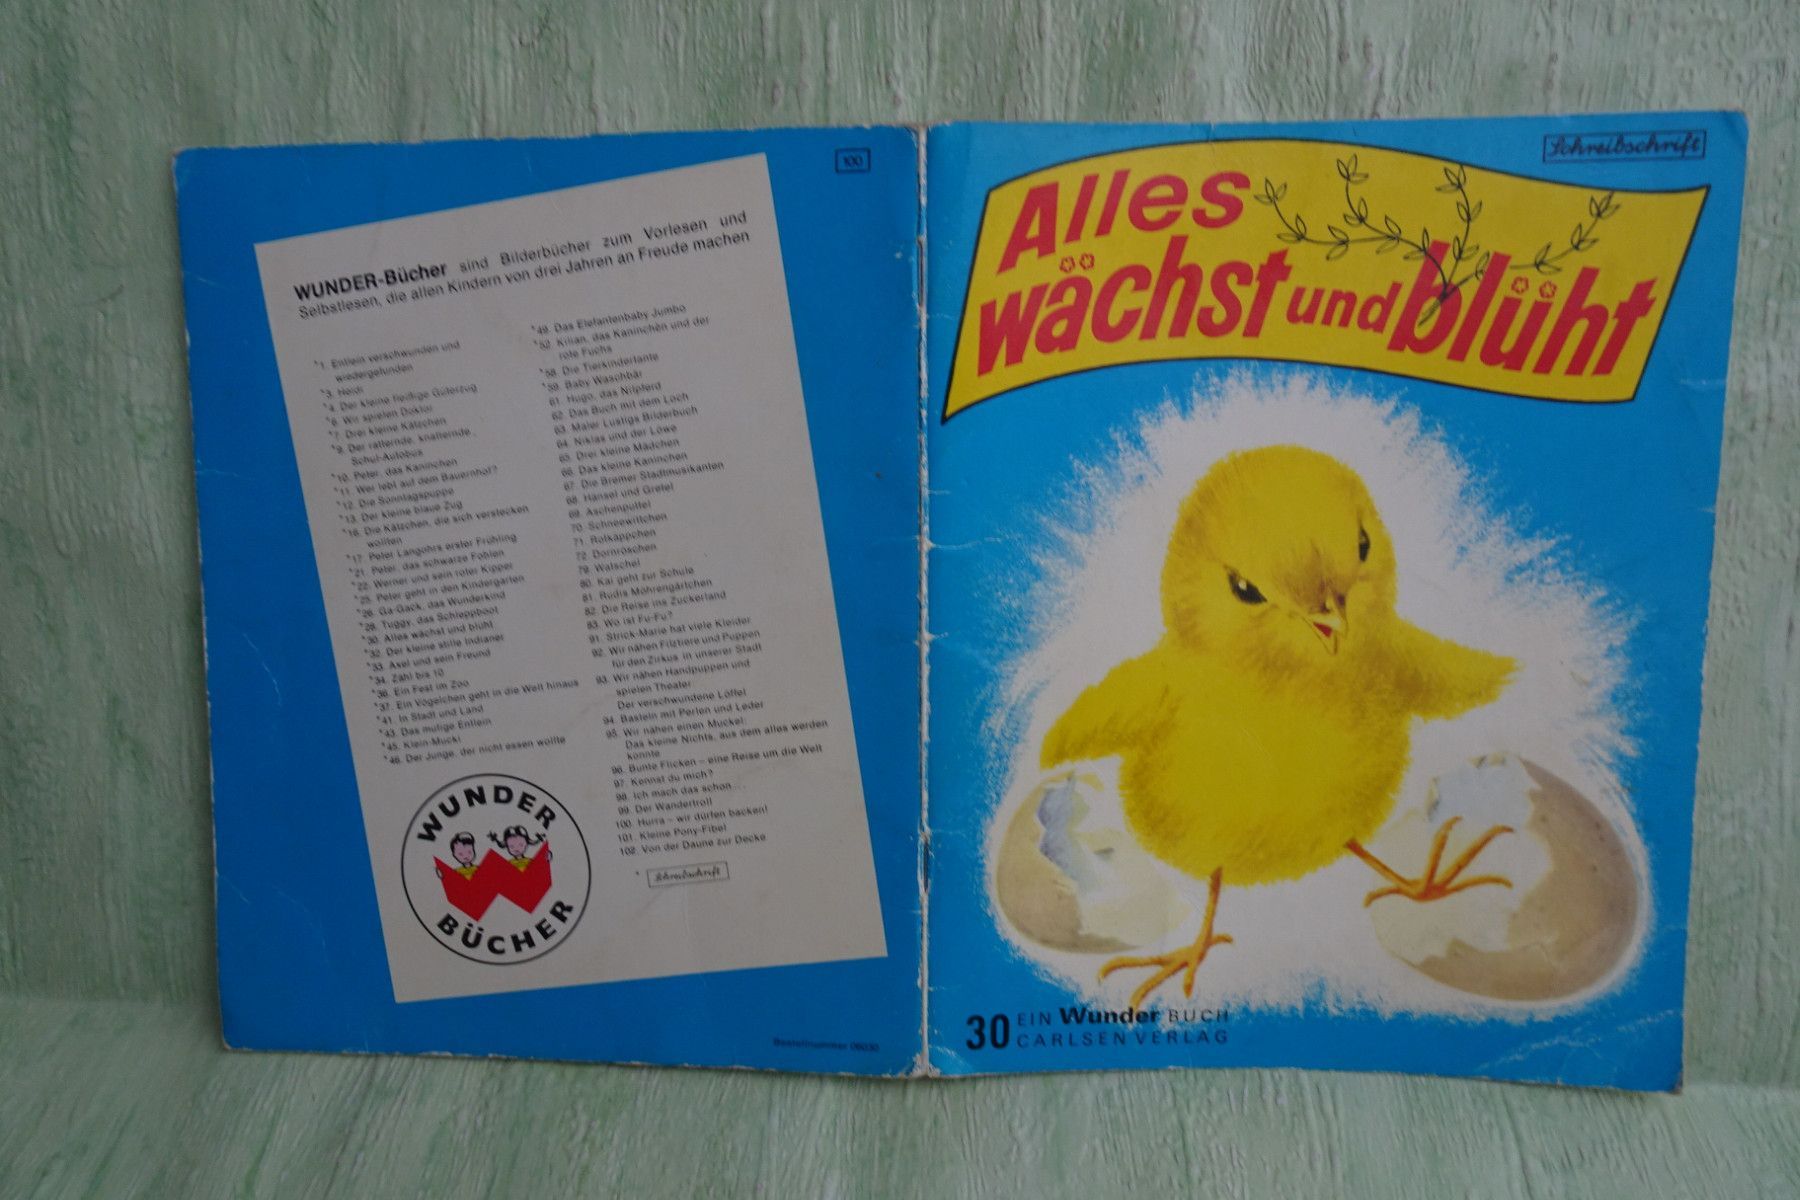 100
WUNDER-Bücher sind Bilderbücher zum Vorlesen und
Selbstlesen, die allen Kindern von drei Jahren an Freude machen
*1. Entlein verschwunden und
wiedergefunden
*3. Heidi
*4. Der kleine fleißige Güterzug
*6. Wir spielen Doktor
*7. Drei kleine Kätzchen
*9. Der ratternde, knatternde
Schul-Autobus
*10. Peter, das Kaninchen
*11. Wer lebt auf dem Bauernhof?
*12. Die Sonntagspuppe
*13. Der kleine blaue Zug
*16. Die Kätzchen, die sich verstecken
wollten
*17. Peter Langohrs erster Frühling
*21. Peter, das schwarze Fohlen
*22. Werner und sein roter Kipper
*25. Peter geht in den Kindergarten
*26. Ga-Gack, das Wunderkind
*28. Tuggy, das Schleppboot
*30. Alles wächst und blüht
*32. Der kleine stille Indianer
*33. Axel und sein Freund
*34. Zähl bis 10
*36. Ein Fest im Zoo
*37. Ein Vögelchen geht in die Welt hinaus
*41. In Stadt und Land
*43. Das mutige Entlein
*45. Klein-Mucki
*46. Der Junge, der nicht essen wollte
*49. Das Elefantenbaby Jumbo
*52. Kilian, das Kaninchen und der
rote Fuchs
*58. Die Tierkindertante
*59. Baby Waschbär
61. Hugo, das Nilpferd
62. Das Buch mit dem Loch
63. Maler Lustigs Bilderbuch
64. Niklas und der Löwe
65. Drei kleine Mädchen
66. Das kleine Kaninchen
67. Die Bremer Stadtmusikanten
68. Hänsel und Gretel
69. Aschenputtel
70. Schneewittchen
71. Rotkäppchen
72. Dornröschen
79. Watschel
80. Kai geht zur Schule
81. Rudis Möhrengärtchen
82. Die Reise ins Zuckerland
83. Wo ist Fu-Fu?
91. Strick-Marie hat viele Kleider
92. Wir nähen Filztiere und Puppen
für den Zirkus in unserer Stadt
93. Wir nähen Handpuppen und
spielen Theater:
Der verschwundene Löffel
94. Basteln mit Perlen und Leder
95. Wir nähen einen Muckel:
Das kleine Nichts, aus dem alles werden
konnte
96. Bunte Flicken – eine Reise um die Welt
97. Kennst du mich?
98. Ich mach das schon...
99. Der Wandertroll
100. Hurra – wir dürfen backen!
101. Kleine Pony-Fibel
102. Von der Daune zur Decke
* Schreibschrift
WUNDER
BÜCHER
Bestellnummer 06030
Schreibschrift
Alles
wächst und blüht
30 EIN Wunder BUCH
CARLSEN VERLAG